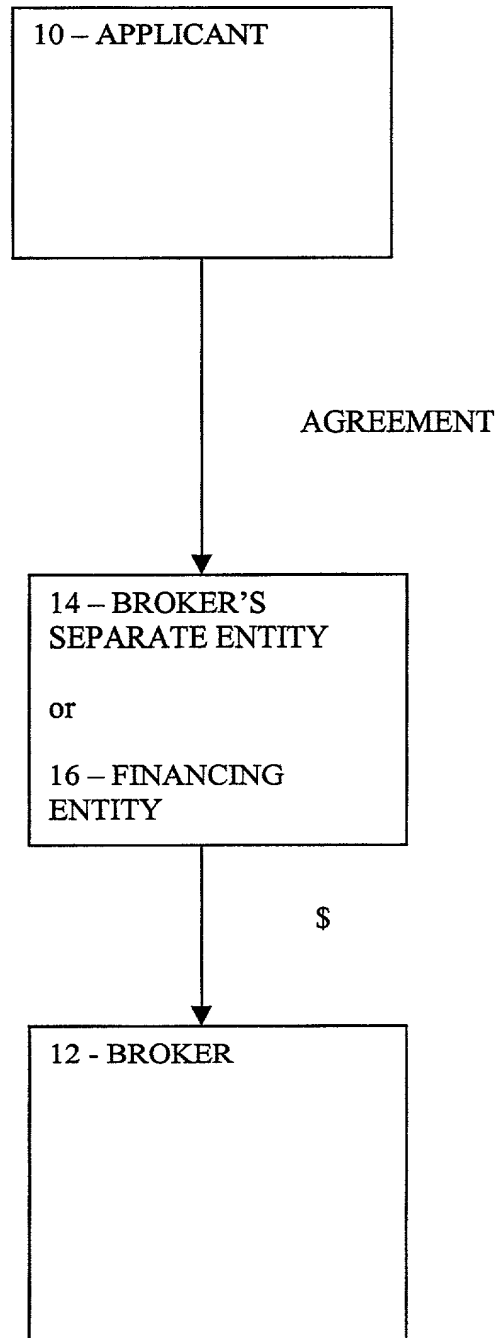 10 – APPLICANT
AGREEMENT
14 – BROKER'S
SEPARATE ENTITY
or
16 – FINANCING
ENTITY
$
12 - BROKER